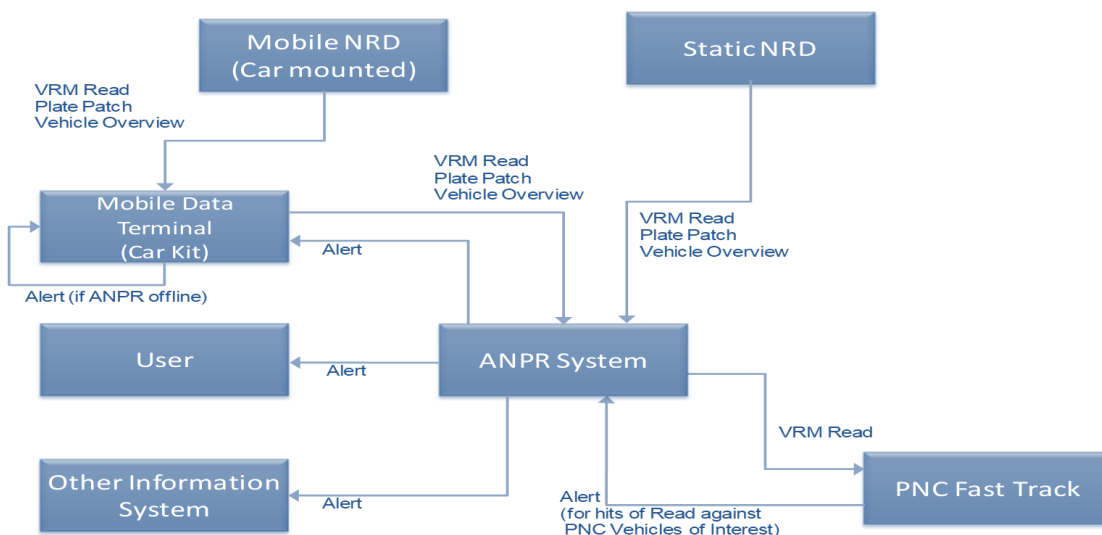 Mobile NRD
(Car mounted)
Static NRD
VRM Read
Plate Patch
Vehicle Overview
VRM Read
Plate Patch
Vehicle Overview
Mobile Data
Terminal
(Car Kit)
VRM Read
Plate Patch
Vehicle Overview
Alert
Alert (if ANPR offline)
User
Alert
ANPR System
VRM Read
Other Information
System
Alert
Alert
(for hits of Read against
PNC Vehicles of Interest)
PNC Fast Track